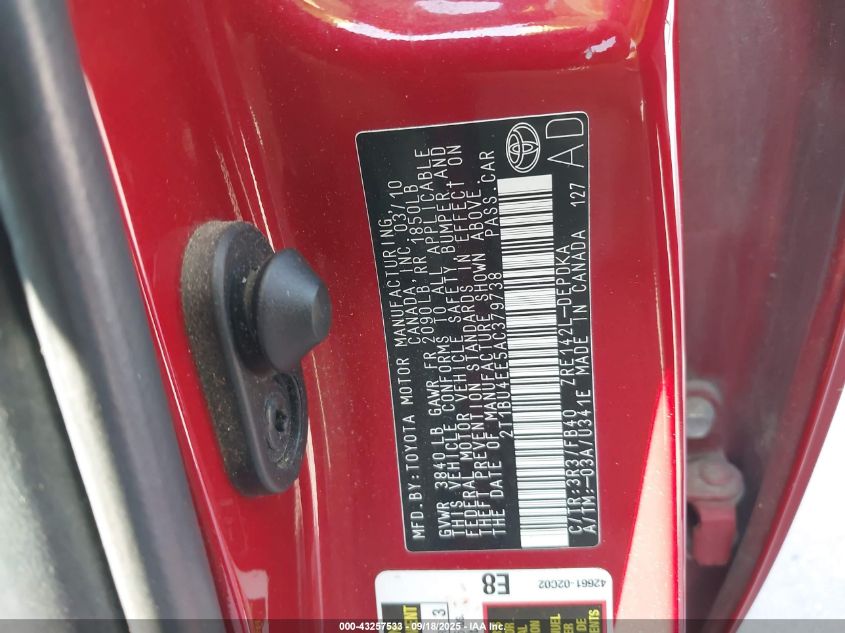 MFD.BY: TOYOTA MOTOR MANUFACTURING
CANADA, INC. 03/10
GVWR 3840 LB GAWR FR 2090LB, RR 1850LB
THIS VEHICLE CONFORMS TO ALL APPLICABLE
FEDERAL MOTOR VEHICLE SAFETY, BUMPER, AND
THEFT PREVENTION STANDARDS IN EFFECT ON
THE DATE OF MANUFACTURE SHOWN ABOVE.
2T1BU4EE5AC379738 PASS.CAR
C/TR:3R3/FB40 ZRE142L-DEPDKA
A/TM:-03A/U341E MADE IN CANADA 127
AD
E8
42661-02C02
3
000-43257533 - 09/18/2025 - IAA Inc.